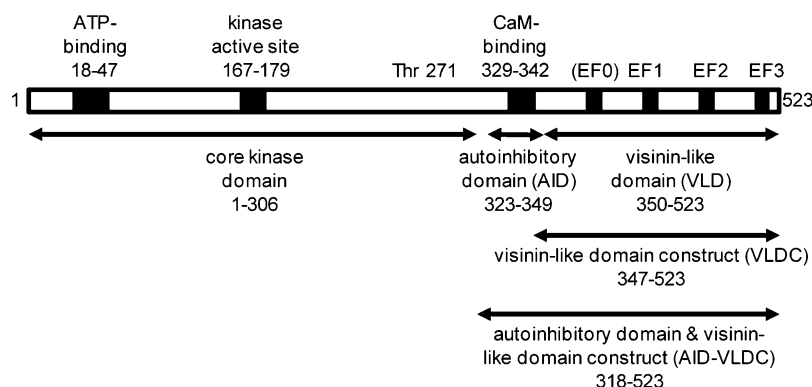 ATP-
binding
18-47
kinase
active site
167-179
Thr 271
CaM-
binding
329-342
(EF0) EF1 EF2 EF3
1
523
core kinase
domain
1-306
autoinhibitory
domain (AID)
323-349
visinin-like
domain (VLD)
350-523
visinin-like domain construct (VLDC)
347-523
autoinhibitory domain & visinin-
like domain construct (AID-VLDC)
318-523